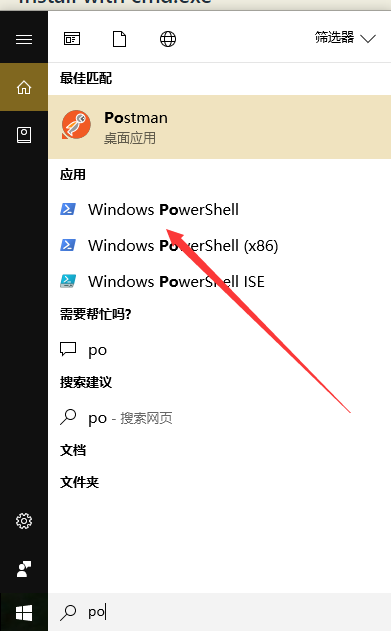 Install with cmd.exe
筛选器
最佳匹配
Postman
桌面应用
应用
Windows PowerShell
Windows PowerShell (x86)
Windows PowerShell ISE
需要帮忙吗?
po
搜索建议
po - 搜索网页
文档
文件夹
po